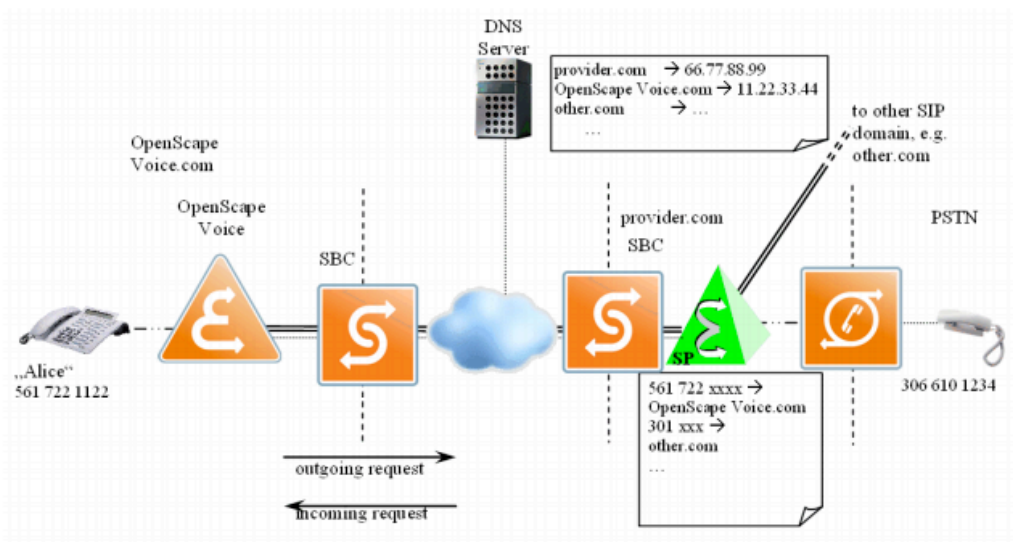 DNS
Server
provider.com → 66.77.88.99
OpenScape Voice.com → 11.22.33.44
other.com → ...
...
to other SIP
domain, e.g.
other.com
OpenScape
Voice.com
OpenScape
Voice
SBC
provider.com
SBC
PSTN
SP
„Alice“
561 722 1122
306 610 1234
561 722 xxxx →
OpenScape Voice.com
301 xxx →
other.com
...
outgoing request
incoming request